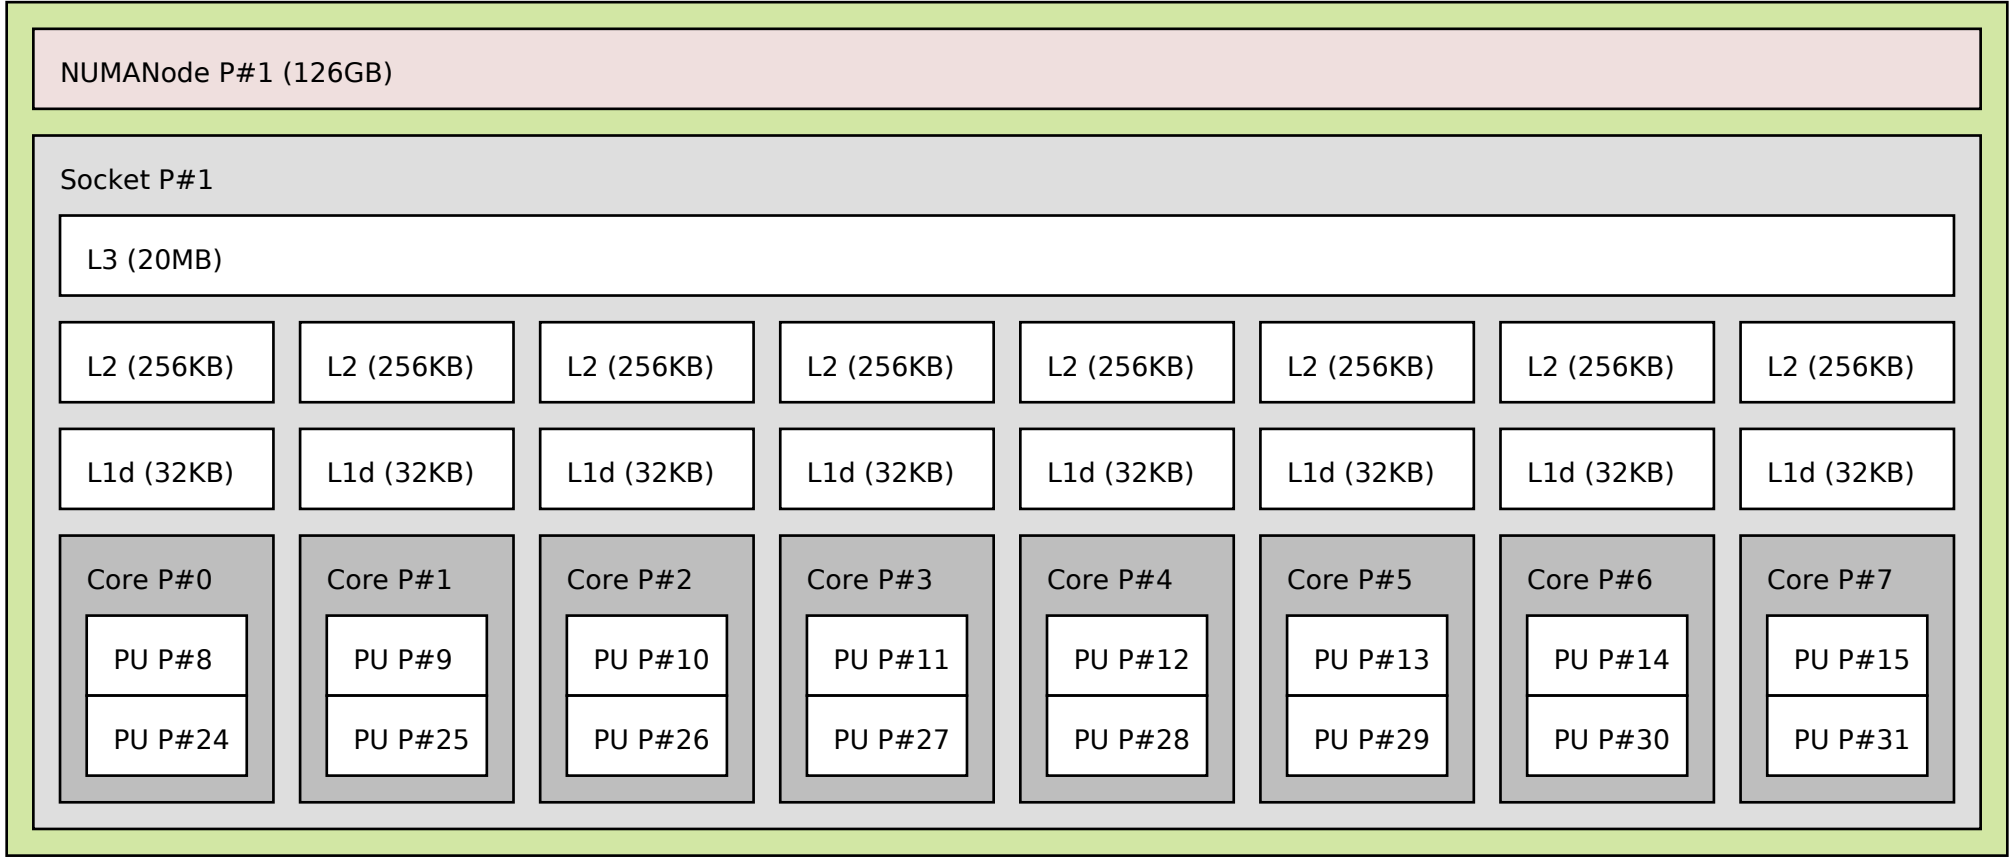 NUMANode P#1 (126GB)
Socket P#1
L3 (20MB)
L2 (256KB) L2 (256KB) L2 (256KB) L2 (256KB) L2 (256KB) L2 (256KB) L2 (256KB) L2 (256KB)
L1d (32KB) L1d (32KB) L1d (32KB) L1d (32KB) L1d (32KB) L1d (32KB) L1d (32KB) L1d (32KB)
Core P#0 Core P#1 Core P#2 Core P#3 Core P#4 Core P#5 Core P#6 Core P#7
PU P#8 PU P#9 PU P#10 PU P#11 PU P#12 PU P#13 PU P#14 PU P#15
PU P#24 PU P#25 PU P#26 PU P#27 PU P#28 PU P#29 PU P#30 PU P#31